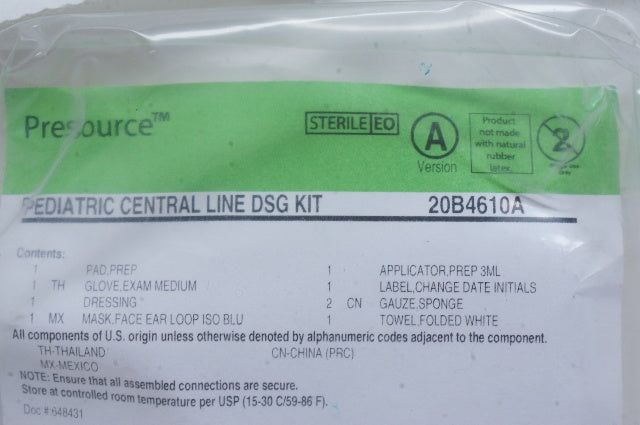 Presource™
STERILE EO
A
Version
Product
not made
with natural
rubber
latex.
2
Only
PEDIATRIC CENTRAL LINE DSG KIT 20B4610A
Contents:
1 PAD,PREP 1 APPLICATOR,PREP 3ML
1 TH GLOVE,EXAM MEDIUM 1 LABEL,CHANGE DATE INITIALS
1 DRESSING 2 CN GAUZE,SPONGE
1 MX MASK,FACE EAR LOOP ISO BLU 1 TOWEL,FOLDED WHITE
All components of U.S. origin unless otherwise denoted by alphanumeric codes adjacent to the component.
TH-THAILAND CN-CHINA (PRC)
MX-MEXICO
NOTE: Ensure that all assembled connections are secure.
Store at controlled room temperature per USP (15-30 C/59-86 F).
Doc #:648431